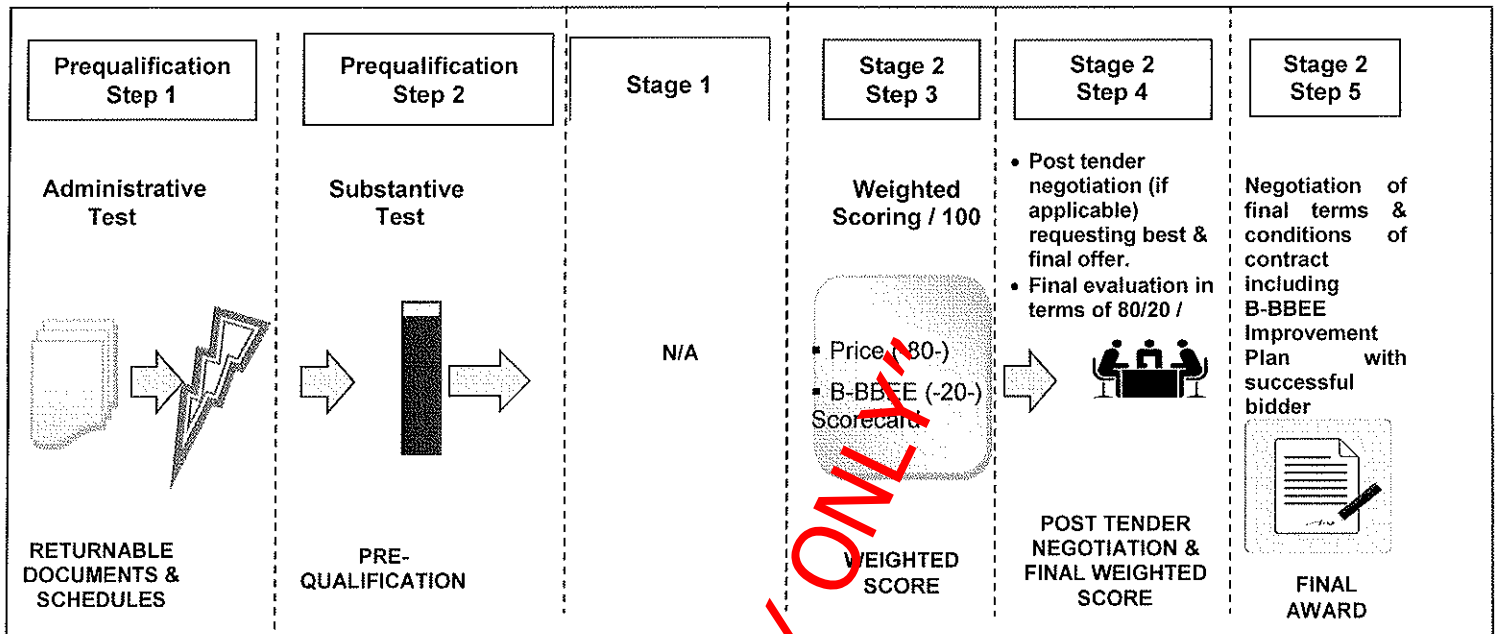 Prequalification
Step 1
Administrative
Test
RETURNABLE
DOCUMENTS &
SCHEDULES
Prequalification
Step 2
Substantive
Test
PRE-
QUALIFICATION
Stage 1
N/A
Stage 2
Step 3
Weighted
Scoring / 100
▪ Price (-80-)
▪ B-BBEE (-20-)
Scorecard
WEIGHTED
SCORE
Stage 2
Step 4
• Post tender
negotiation (if
applicable)
requesting best &
final offer.
• Final evaluation in
terms of 80/20 /
POST TENDER
NEGOTIATION &
FINAL WEIGHTED
SCORE
Stage 2
Step 5
Negotiation of
final terms &
conditions of
contract
including
B-BBEE
Improvement
Plan with
successful
bidder
FINAL
AWARD
ONLY”